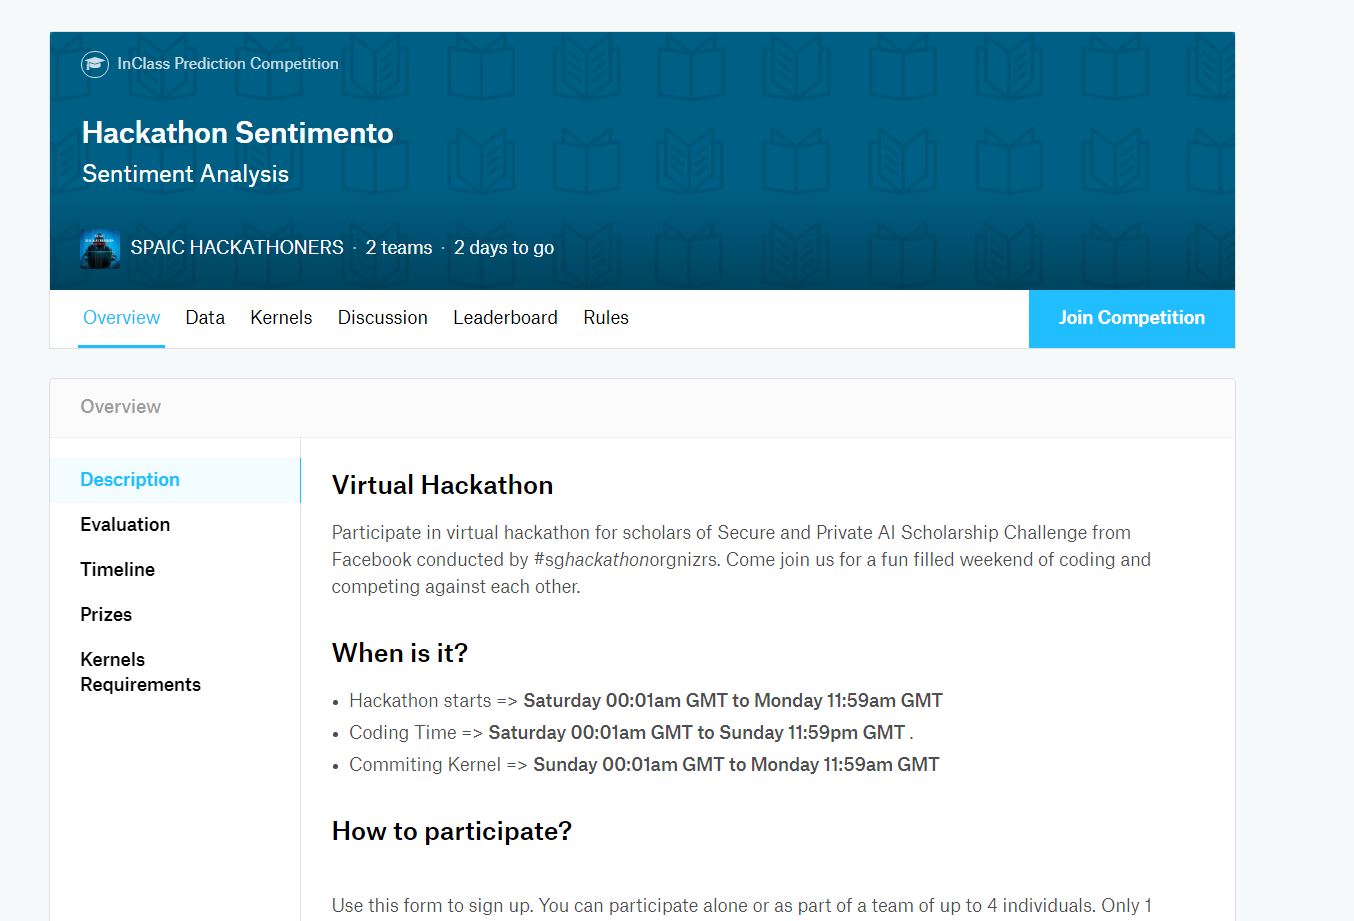 InClass Prediction Competition
Hackathon Sentimento
Sentiment Analysis
SPAIC HACKATHONERS · 2 teams · 2 days to go
Overview Data Kernels Discussion Leaderboard Rules Join Competition
Overview
Description
Evaluation
Timeline
Prizes
Kernels
Requirements
Virtual Hackathon
Participate in virtual hackathon for scholars of Secure and Private AI Scholarship Challenge from
Facebook conducted by #sghackathonorgnizrs. Come join us for a fun filled weekend of coding and
competing against each other.
When is it?
• Hackathon starts => Saturday 00:01am GMT to Monday 11:59am GMT
• Coding Time => Saturday 00:01am GMT to Sunday 11:59pm GMT .
• Commiting Kernel => Sunday 00:01am GMT to Monday 11:59am GMT
How to participate?
Use this form to sign up. You can participate alone or as part of a team of up to 4 individuals. Only 1